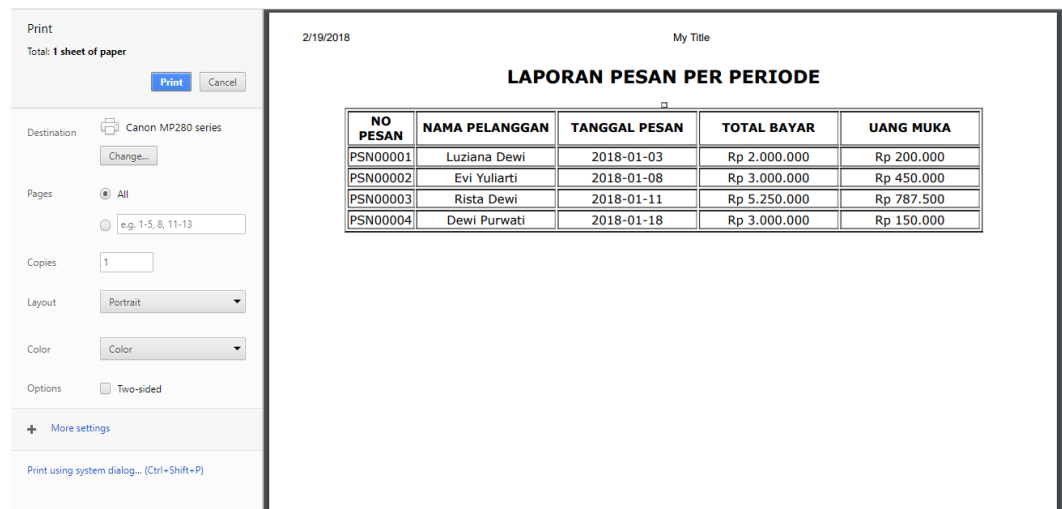 Print
Total: 1 sheet of paper
Print Cancel
Destination Canon MP280 series
Change...
Pages All
e.g. 1-5, 8, 11-13
Copies 1
Layout Portrait
Color Color
Options Two-sided
+ More settings
Print using system dialog... (Ctrl+Shift+P)
2/19/2018 My Title
LAPORAN PESAN PER PERIODE
NO PESAN NAMA PELANGGAN TANGGAL PESAN TOTAL BAYAR UANG MUKA
PSN00001 Luziana Dewi 2018-01-03 Rp 2.000.000 Rp 200.000
PSN00002 Evi Yuliarti 2018-01-08 Rp 3.000.000 Rp 450.000
PSN00003 Rista Dewi 2018-01-11 Rp 5.250.000 Rp 787.500
PSN00004 Dewi Purwati 2018-01-18 Rp 3.000.000 Rp 150.000